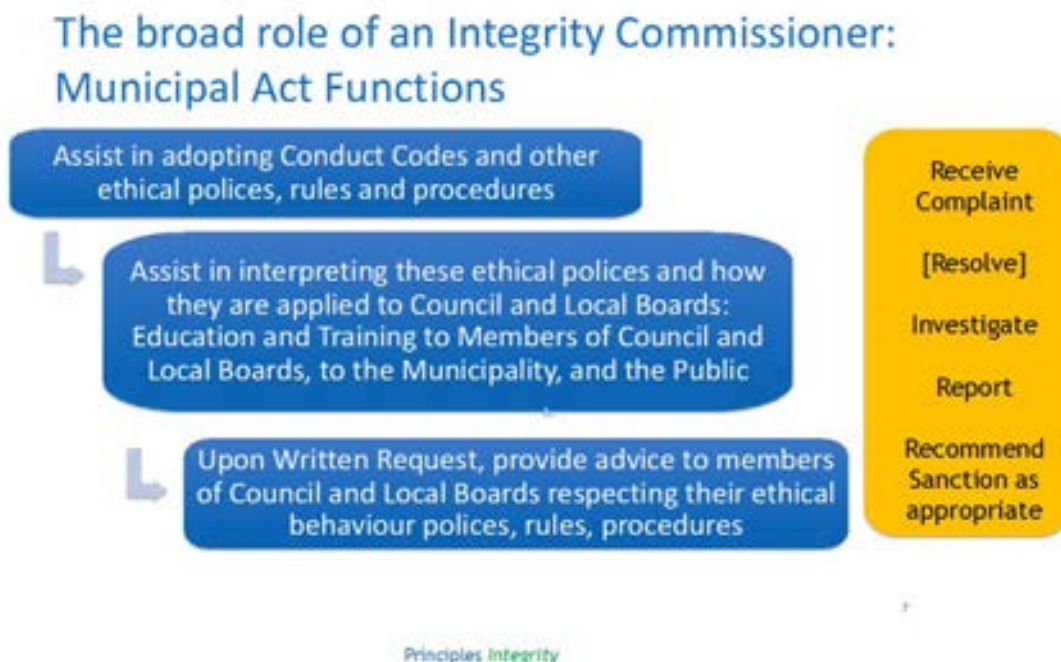 The broad role of an Integrity Commissioner:
Municipal Act Functions
Assist in adopting Conduct Codes and other
ethical polices, rules and procedures
Assist in interpreting these ethical polices and how
they are applied to Council and Local Boards:
Education and Training to Members of Council and
Local Boards, to the Municipality, and the Public
Upon Written Request, provide advice to members
of Council and Local Boards respecting their ethical
behaviour polices, rules, procedures
Receive
Complaint
[Resolve]
Investigate
Report
Recommend
Sanction as
appropriate
Principles Integrity